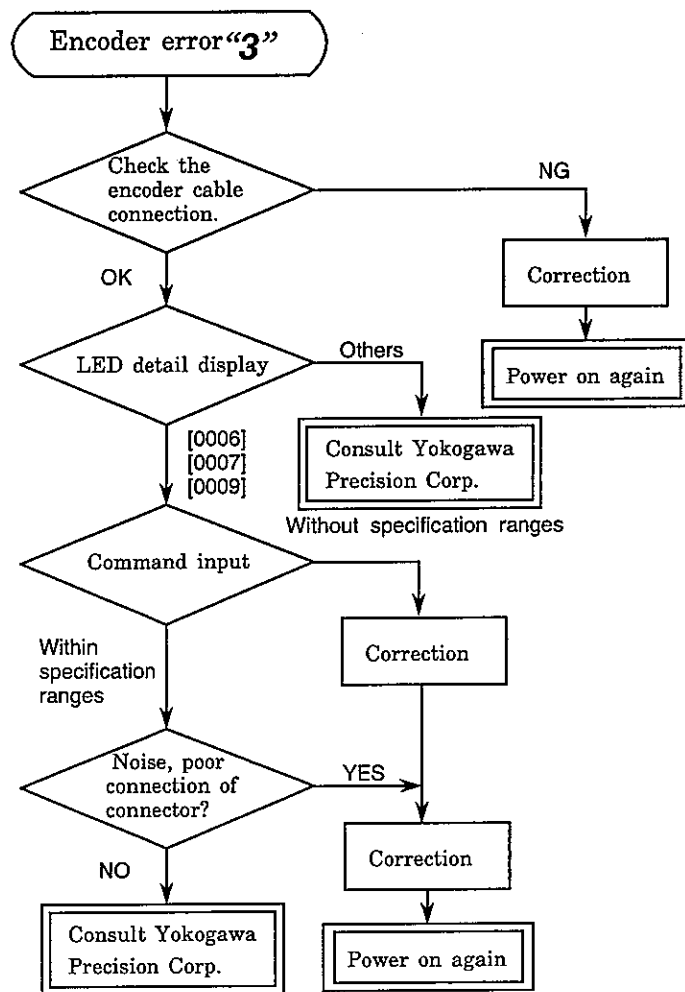 Encoder error“3”
Check the
encoder cable
connection.
NG
OK
Correction
Power on again
LED detail display
Others
[0006]
[0007]
[0009]
Consult Yokogawa
Precision Corp.
Without specification ranges
Command input
Correction
Within
specification
ranges
Noise, poor
connection of
connector?
YES
NO
Correction
Consult Yokogawa
Precision Corp.
Power on again